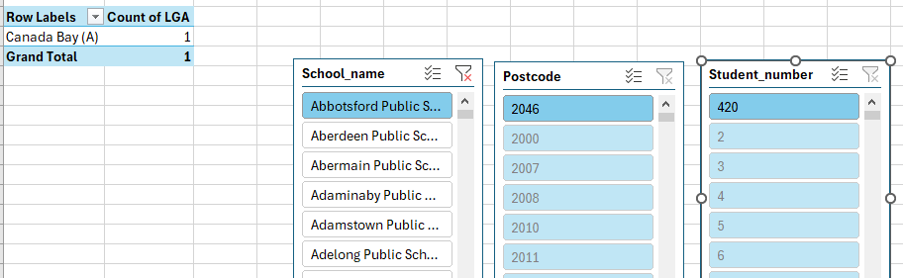 Row Labels Count of LGA
Canada Bay (A) 1
Grand Total 1
School_name
Abbotsford Public S...
Aberdeen Public Sc...
Abermain Public Sc...
Adaminaby Public ...
Adamstown Public ...
Adelong Public Sch...
Postcode
2046
2000
2007
2008
2010
2011
Student_number
420
2
3
4
5
6